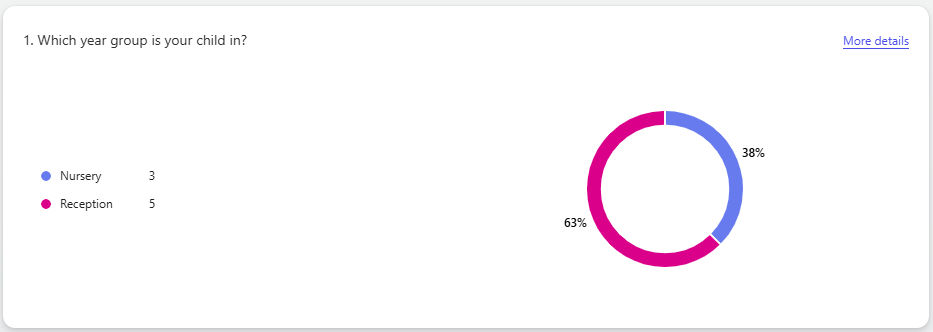 1. Which year group is your child in?
More details
Nursery 3
Reception 5
38%
63%